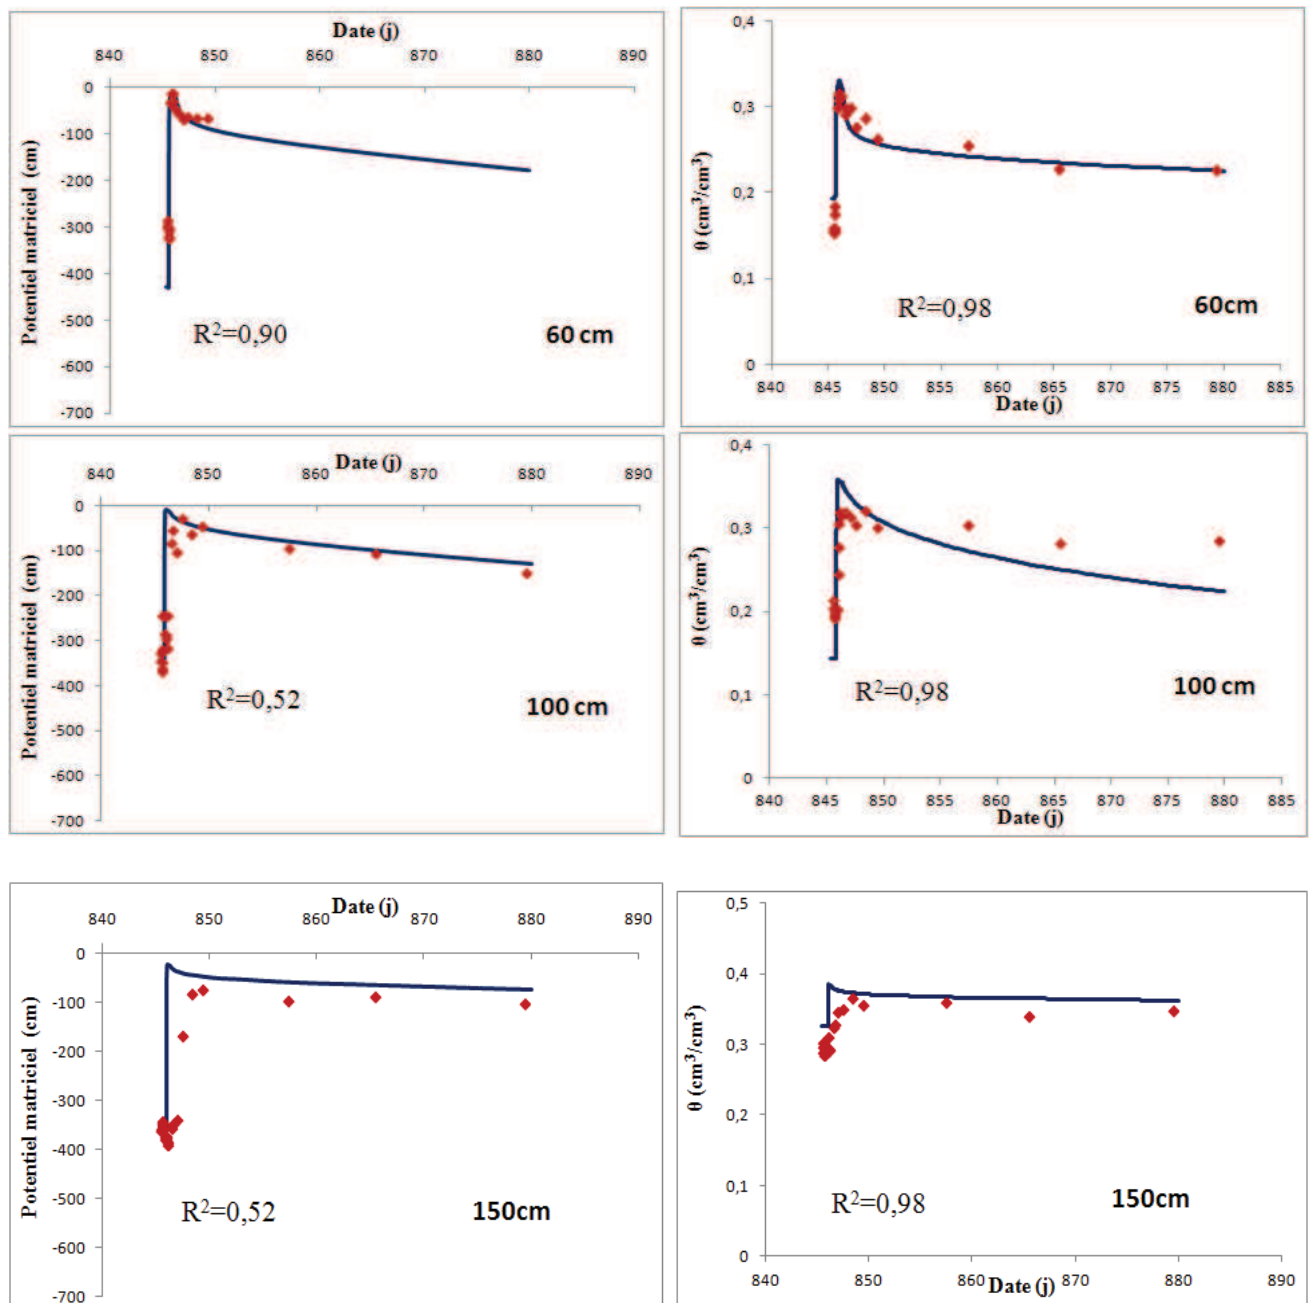 Date (j)
840 850 860 870 880 890
0
-100
-200
-300
-400
-500
-600
-700
Potentiel matriciel (cm)
R²=0,90
60 cm
0,4
0,3
0,2
0,1
0
θ (cm³/cm³)
R²=0,98
60cm
840 845 850 855 860 865 870 875 880 885
Date (j)
Date (j)
840 850 860 870 880 890
0
-100
-200
-300
-400
-500
-600
-700
Potentiel matriciel (cm)
R²=0,52
100 cm
0,4
0,3
0,2
0,1
0
θ (cm³/cm³)
R²=0,98
100 cm
840 845 850 855 860 865 870 875 880 885
Date (j)
Date (j)
840 850 860 870 880 890
0
-100
-200
-300
-400
-500
-600
-700
Potentiel matriciel (cm)
R²=0,52
150cm
0,5
0,4
0,3
0,2
0,1
0
θ (cm³/cm³)
R²=0,98
150cm
840 850 860 870 880 890
Date (j)